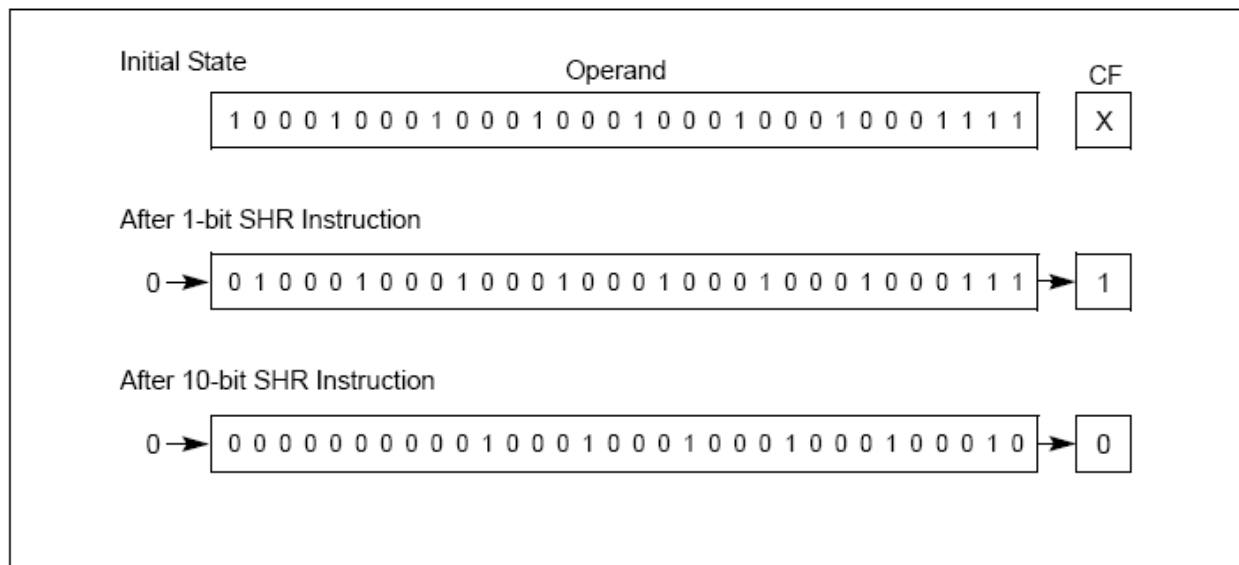 Initial State
Operand
CF
1 0 0 0 1 0 0 0 1 0 0 0 1 0 0 0 1 0 0 0 1 0 0 0 1 0 0 0 1 1 1 1 X
After 1-bit SHR Instruction
0 0 1 0 0 0 1 0 0 0 1 0 0 0 1 0 0 0 1 0 0 0 1 0 0 0 1 0 0 0 1 1 1 1
After 10-bit SHR Instruction
0 0 0 0 0 0 0 0 0 0 0 1 0 0 0 1 0 0 0 1 0 0 0 1 0 0 0 1 0 0 0 1 0 0